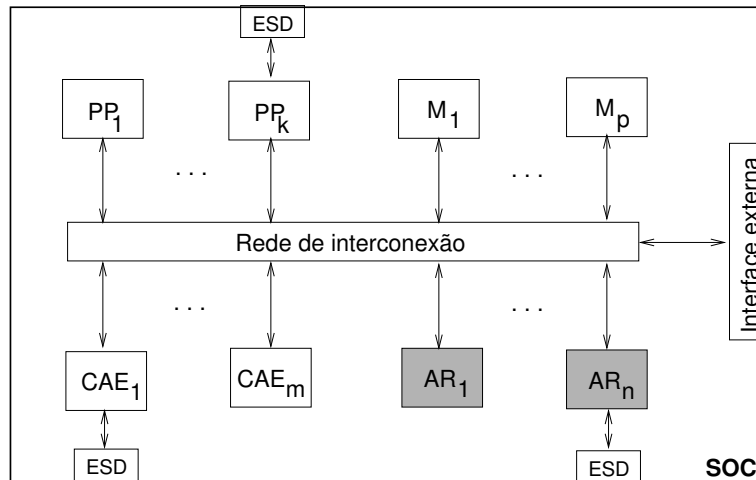 ESD
PP1
PPk
M1
Mp
. . .
. . .
Rede de interconexão
Interface externa
. . .
. . .
CAE1
CAEm
AR1
ARn
ESD
ESD
SOC